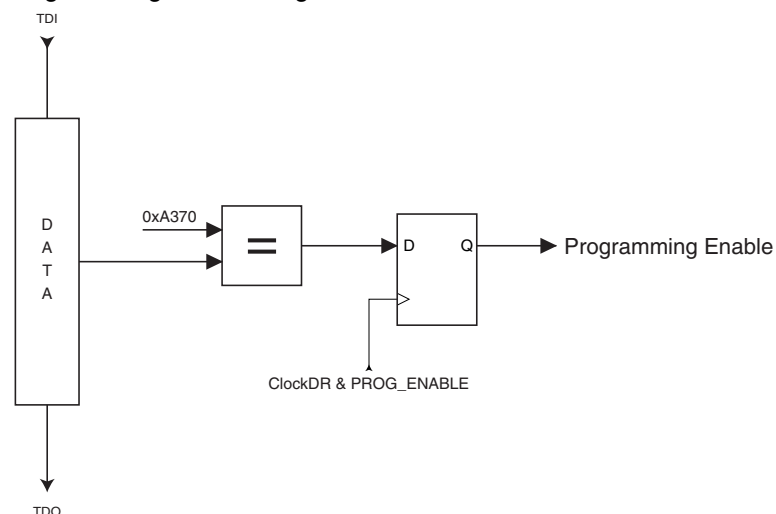 TDI
D
A
T
A
0xA370
=
D
Q
Programming Enable
ClockDR & PROG_ENABLE
TDO